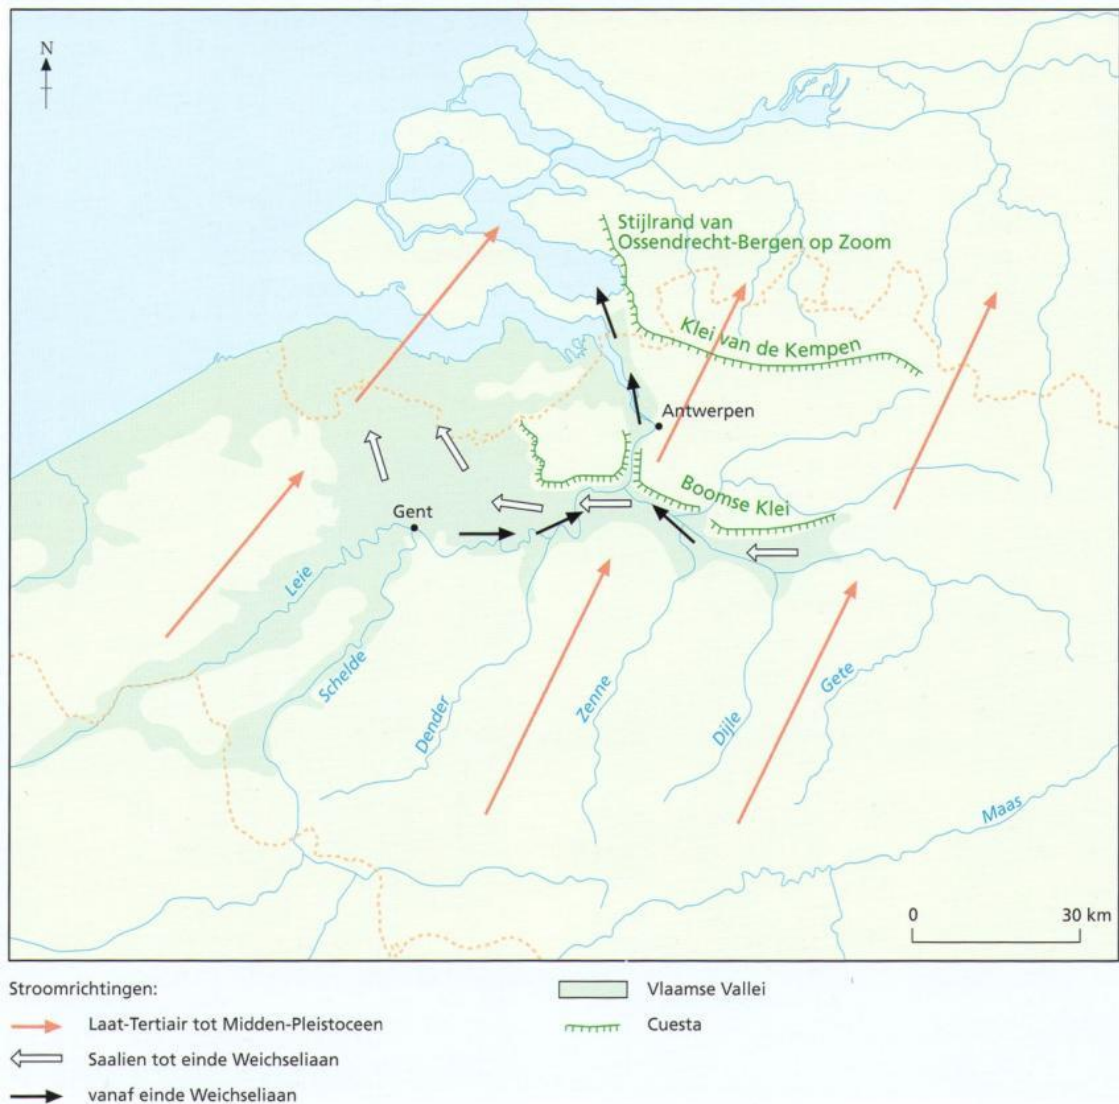 N
Stijlrand van
Ossendrecht-Bergen op Zoom
Klei van de Kempen
Antwerpen
Boomse Klei
Gent
Leie
Schelde
Dender
Zenne
Dijle
Gete
Maas
0 30 km
Stroomrichtingen:
Laat-Tertiair tot Midden-Pleistoceen
Saalien tot einde Weichseliaan
vanaf einde Weichseliaan
Vlaamse Vallei
Cuesta